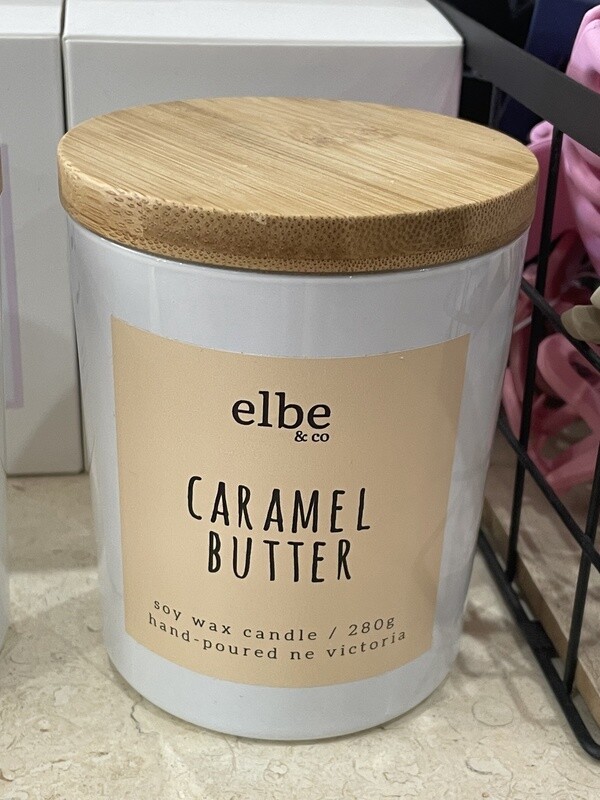 elbe
& co
CARAMEL
BUTTER
soy wax candle / 280g
hand-poured ne victoria